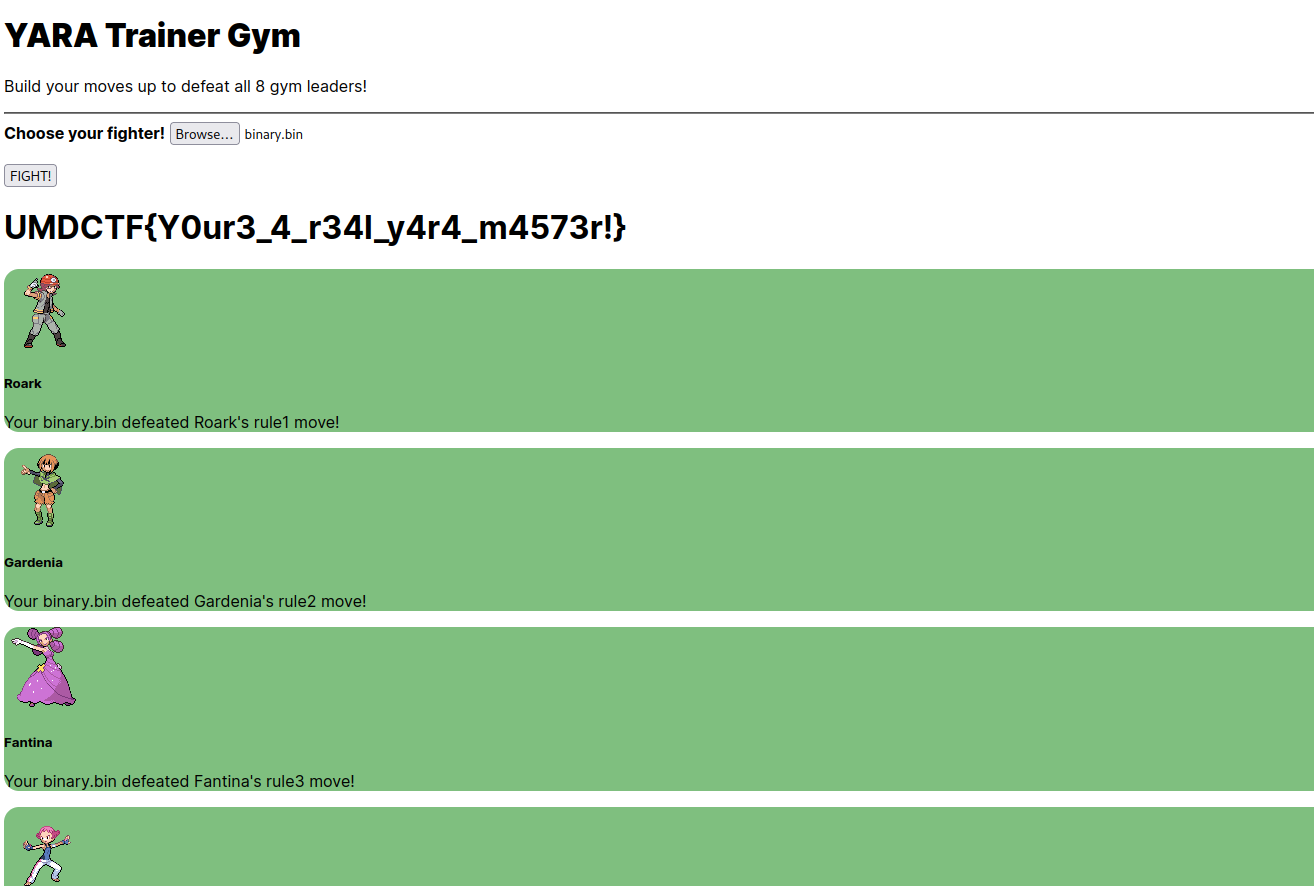 YARA Trainer Gym
Build your moves up to defeat all 8 gym leaders!
Choose your fighter! Browse… binary.bin
FIGHT!
UMDCTF{Y0ur3_4_r34l_y4r4_m4573r!}
Roark
Your binary.bin defeated Roark's rule1 move!
Gardenia
Your binary.bin defeated Gardenia's rule2 move!
Fantina
Your binary.bin defeated Fantina's rule3 move!